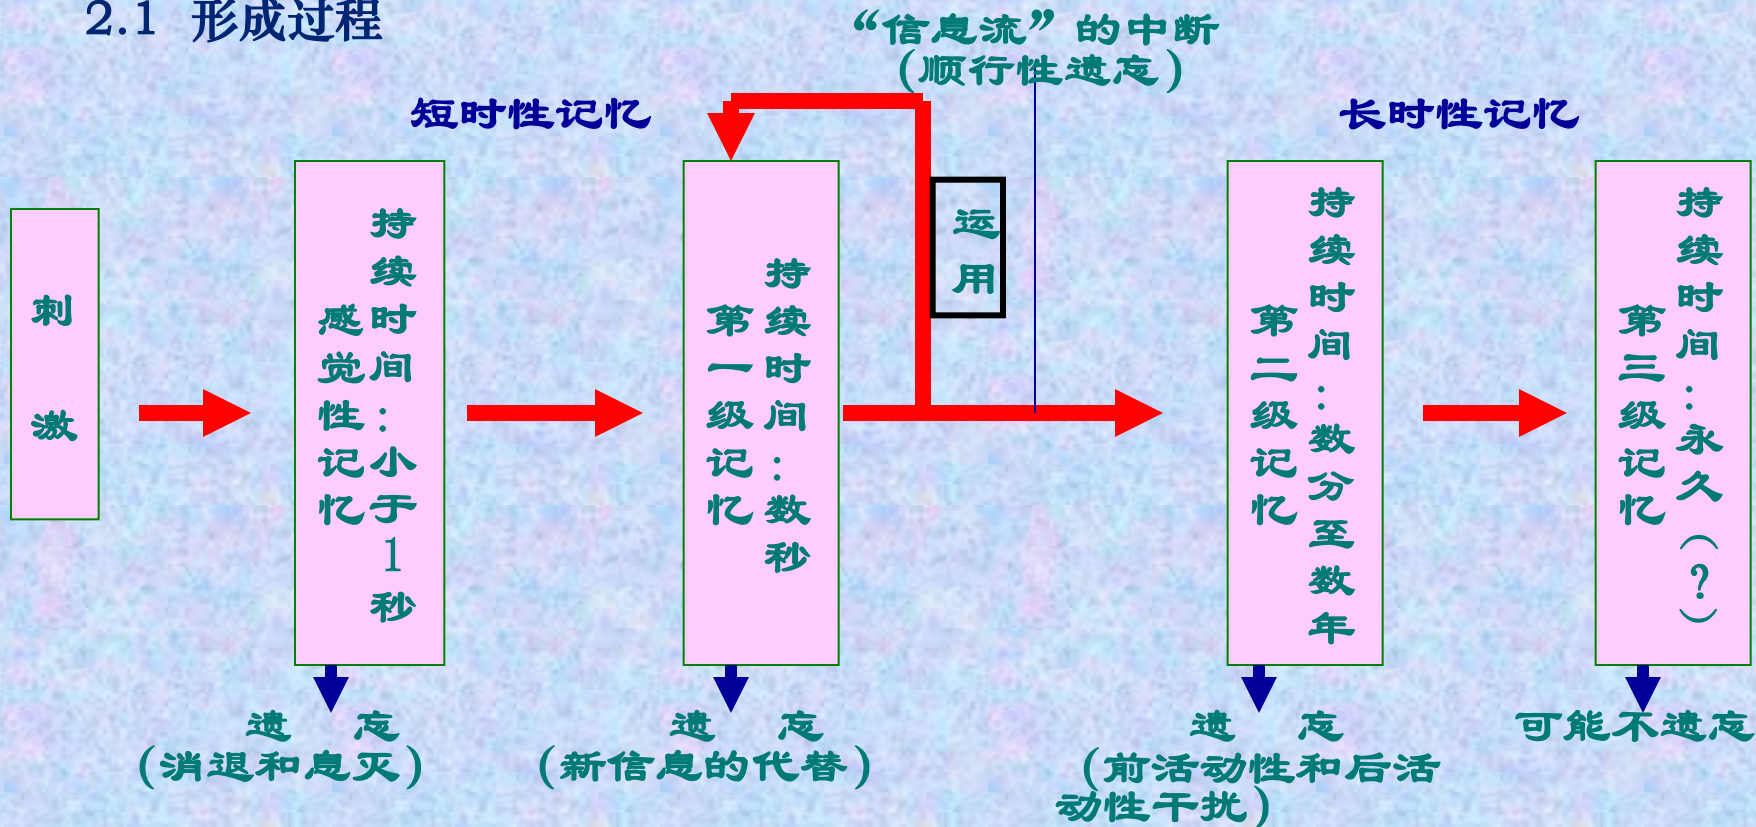 2.1 形成过程
“信息流”的中断
(顺行性遗忘)
短时性记忆
长时性记忆
刺激
感觉性记忆
持续时间:小于1秒
第一级记忆
持续时间:数秒
运用
第二级记忆
持续时间:数分至数年
第三级记忆
持续时间:永久(?)
遗 忘
(消退和息灭)
遗 忘
(新信息的代替)
遗 忘
(前活动性和后活
动性干扰)
可能不遗忘